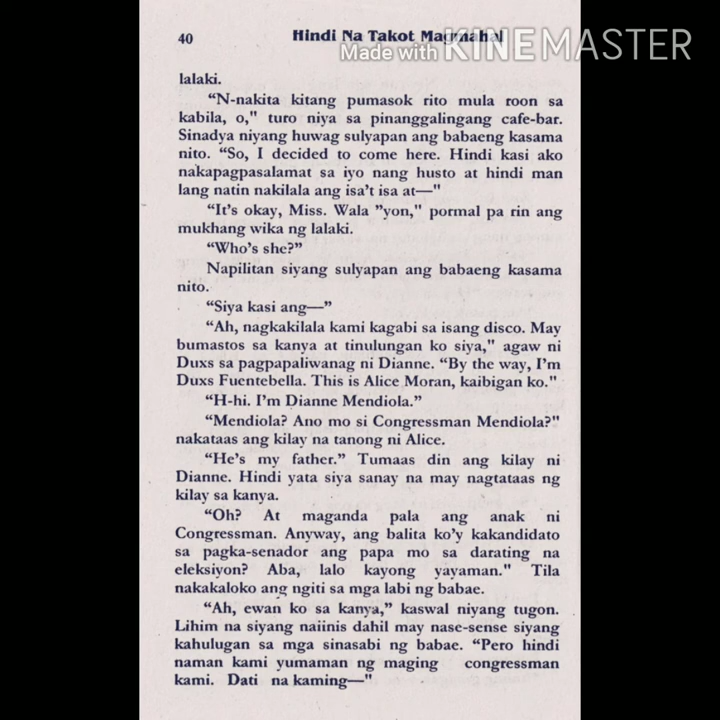 40 Hindi Na Takot Magmahal
Made with KINEMASTER
lalaki.
“N-nakita kitang pumasok rito mula roon sa
kabila, o," turo niya sa pinanggalingang cafe-bar.
Sinadya niyang huwag sulyapan ang babaeng kasama
nito. “So, I decided to come here. Hindi kasi ako
nakapagpasalamat sa iyo nang husto at hindi man
lang natin nakilala ang isa’t isa at—"
“It’s okay, Miss. Wala ”yon," pormal pa rin ang
mukhang wika ng lalaki.
“Who’s she?”
Napilitan siyang sulyapan ang babaeng kasama
nito.
“Siya kasi ang—”
“Ah, nagkakilala kami kagabi sa isang disco. May
bumastos sa kanya at tinulungan ko siya," agaw ni
Duxs sa pagpapaliwanag ni Dianne. “By the way, I’m
Duxs Fuentebella. This is Alice Moran, kaibigan ko."
“H-hi. I’m Dianne Mendiola.”
“Mendiola? Ano mo si Congressman Mendiola?"
nakataas ang kilay na tanong ni Alice.
“He’s my father.” Tumaas din ang kilay ni
Dianne. Hindi yata siya sanay na may nagtataas ng
kilay sa kanya.
“Oh? At maganda pala ang anak ni
Congressman. Anyway, ang balita ko’y kakandidato
sa pagka-senador ang papa mo sa darating na
eleksiyon? Aba, lalo kayong yayaman." Tila
nakakaloko ang ngiti sa mga labi ng babae.
“Ah, ewan ko sa kanya,” kaswal niyang tugon.
Lihim na siyang naiinis dahil may nase-sense siyang
kahulugan sa mga sinasabi ng babae. “Pero hindi
naman kami yumaman ng maging congressman
kami. Dati na kaming—"